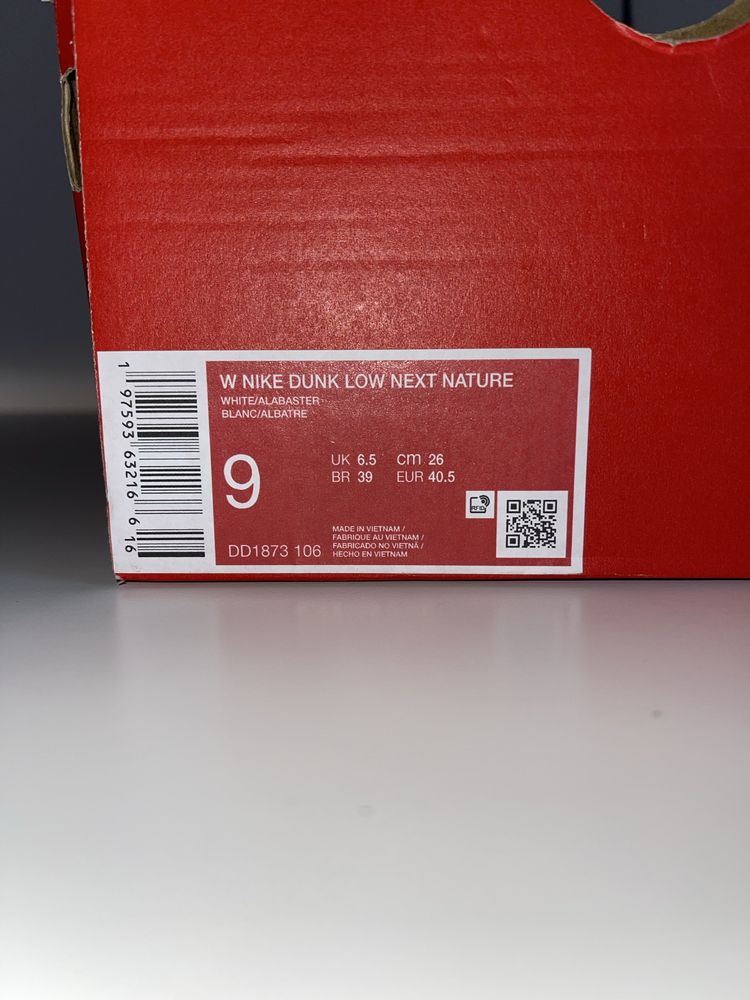 1 97593 63216 6 16
W NIKE DUNK LOW NEXT NATURE
WHITE/ALABASTER
BLANC/ALBATRE
9
UK 6.5 cm 26
BR 39 EUR 40.5
RFID
DD1873 106
MADE IN VIETNAM /
FABRIQUE AU VIETNAM /
FABRICADO NO VIETNÃ /
HECHO EN VIETNAM